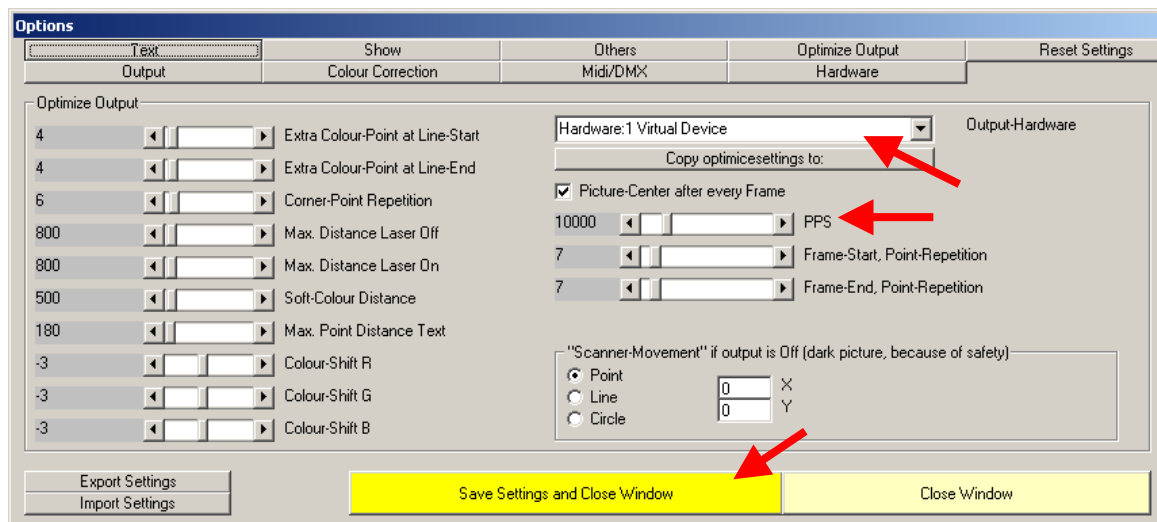 Options
Text Show Others Optimize Output Reset Settings
Output Colour Correction Midi/DMX Hardware
Optimize Output
4 Extra Colour-Point at Line-Start
4 Extra Colour-Point at Line-End
6 Corner-Point Repetition
800 Max. Distance Laser Off
800 Max. Distance Laser On
500 Soft-Colour Distance
180 Max. Point Distance Text
-3 Colour-Shift R
-3 Colour-Shift G
-3 Colour-Shift B
Hardware:1 Virtual Device Output-Hardware
Copy optimicesettings to:
Picture-Center after every Frame
10000 PPS
7 Frame-Start, Point-Repetition
7 Frame-End, Point-Repetition
"Scanner-Movement" if output is Off (dark picture, because of safety)
Point
Line
Circle
0 X
0 Y
Export Settings
Import Settings
Save Settings and Close Window
Close Window